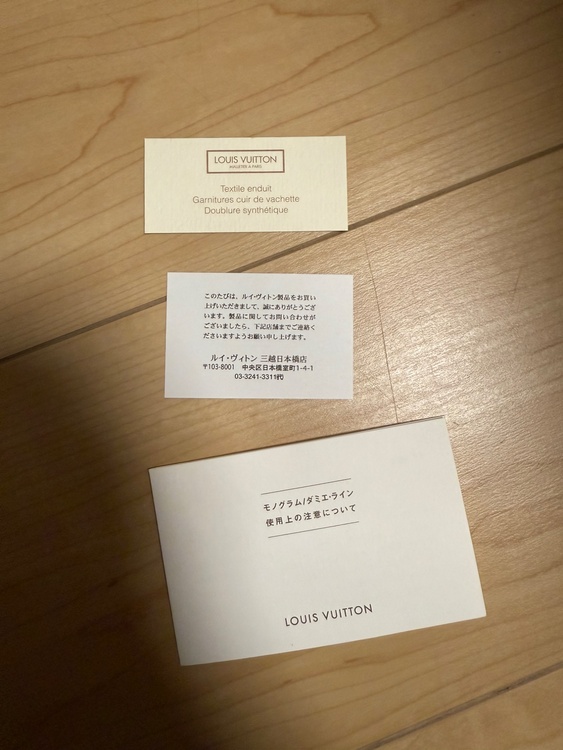 LOUIS VUITTON
MALLETIER A PARIS
Textile enduit
Garnitures cuir de vachette
Doublure synthétique
このたびは、ルイ･ヴィトン製品をお買い
上げいただきまして、誠にありがとうござ
います。製品に関してお問い合わせが
ございましたら、下記店舗までご連絡く
ださいますようお願い申し上げます。
ルイ・ヴィトン 三越日本橋店
〒103-8001 中央区日本橋室町1-4-1
03-3241-3311㈹
モノグラム/ダミエ･ライン
使用上の注意について
LOUIS VUITTON